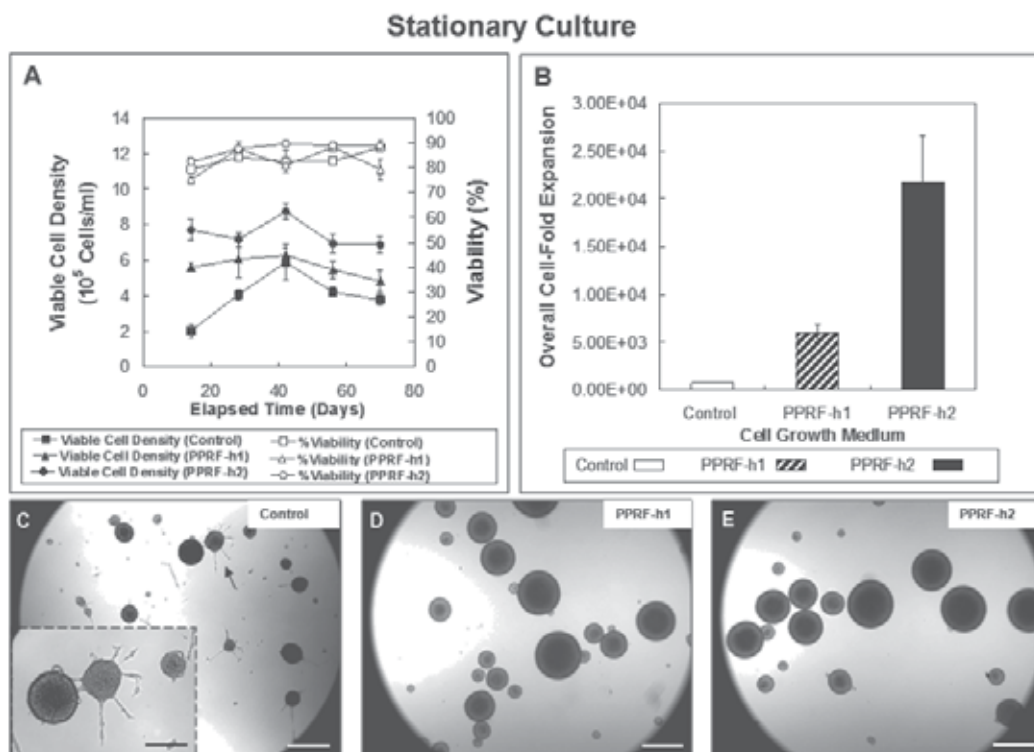 Stationary Culture
A
Viable Cell Density
(10⁵ Cells/ml)
14
12
10
8
6
4
2
0
100
90
80
70
60
50
40
30
20
10
0
Viability (%)
0 20 40 60 80
Elapsed Time (Days)
Viable Cell Density (Control) %Viability (Control)
Viable Cell Density (PPRF-h1) %Viability (PPRF-h1)
Viable Cell Density (PPRF-h2) %Viability (PPRF-h2)
B
Overall Cell-Fold Expansion
3.00E+04
2.50E+04
2.00E+04
1.50E+04
1.00E+04
5.00E+03
0.00E+00
Control PPRF-h1 PPRF-h2
Cell Growth Medium
Control PPRF-h1 PPRF-h2
C Control
D PPRF-h1
E PPRF-h2